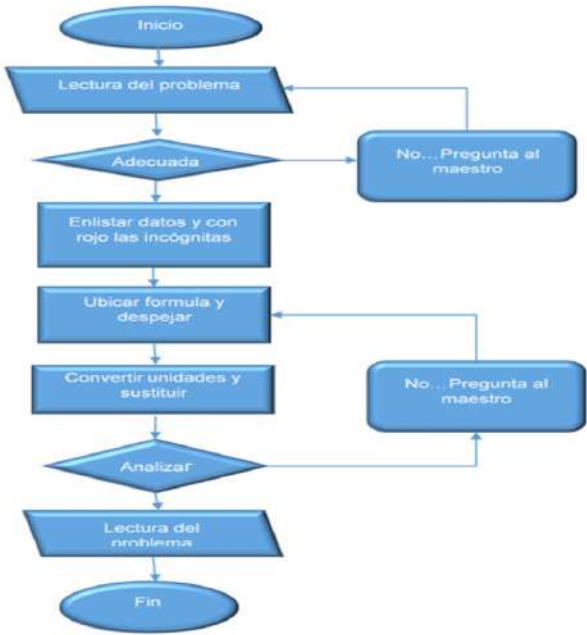 Inicio
Lectura del problema
Adecuada
No...Pregunta al
maestro
Enlistar datos y con
rojo las incógnitas
Ubicar formula y
despejar
Convertir unidades y
sustituir
No...Pregunta al
maestro
Analizar
Lectura del
problema
Fin